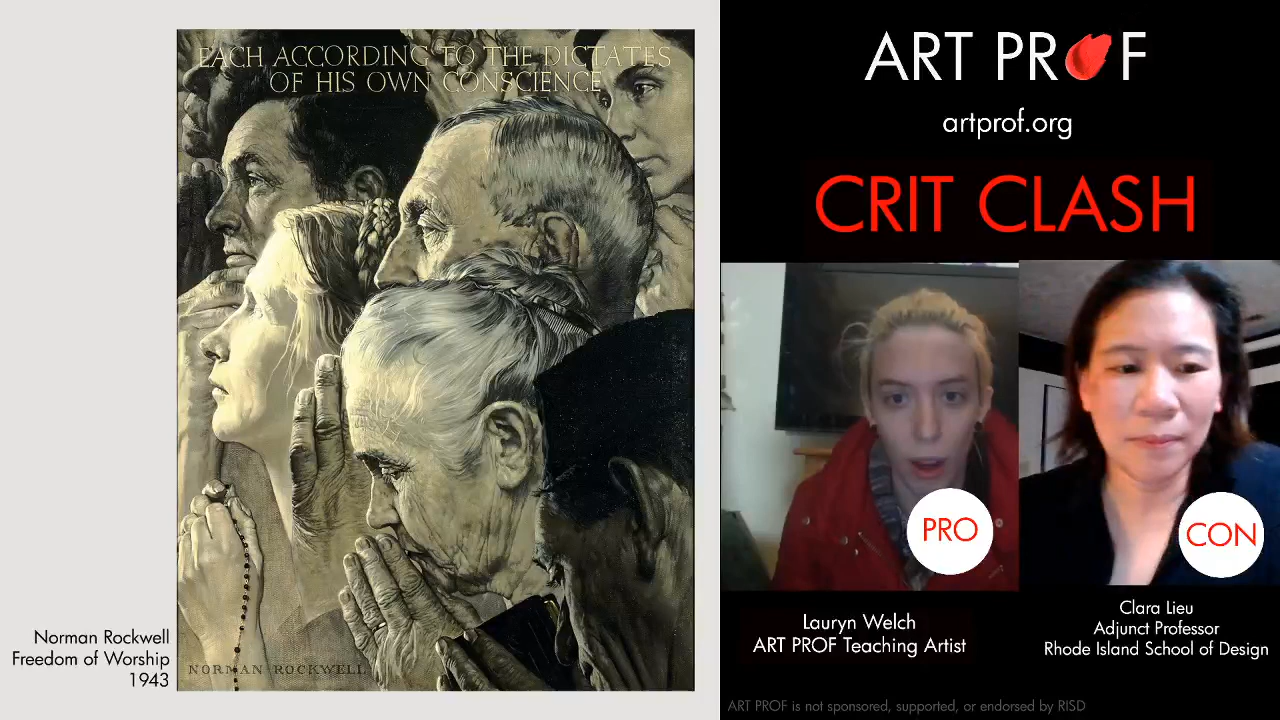 EACH ACCORDING TO THE DICTATES
OF HIS OWN CONSCIENCE
NORMAN ROCKWELL
Norman Rockwell
Freedom of Worship
1943
ART PROF
artprof.org
CRIT CLASH
PRO
CON
Lauryn Welch
ART PROF Teaching Artist
Clara Lieu
Adjunct Professor
Rhode Island School of Design
ART PROF is not sponsored, supported, or endorsed by RISD